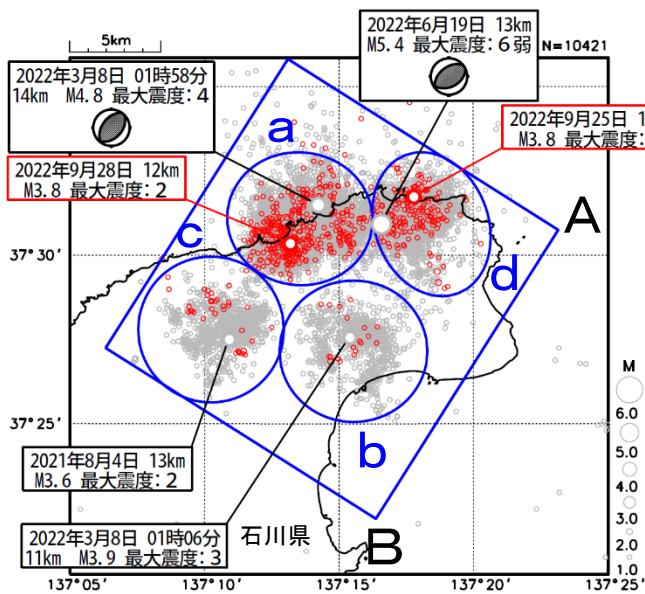 5km
N=10421
2022年6月19日 13km
M5.4 最大震度:6弱
2022年3月8日 01時58分
14km M4.8 最大震度:4
2022年9月25日 1
M3.8 最大震度:
2022年9月28日 12km
M3.8 最大震度:2
a
A
c
d
37°30′
37°25′
b
2021年8月4日 13km
M3.6 最大震度:2
2022年3月8日 01時06分
11km M3.9 最大震度:3
石川県
B
M
6.0
5.0
4.0
3.0
2.0
1.0
137°05′
137°10′
137°15′
137°20′
137°25′